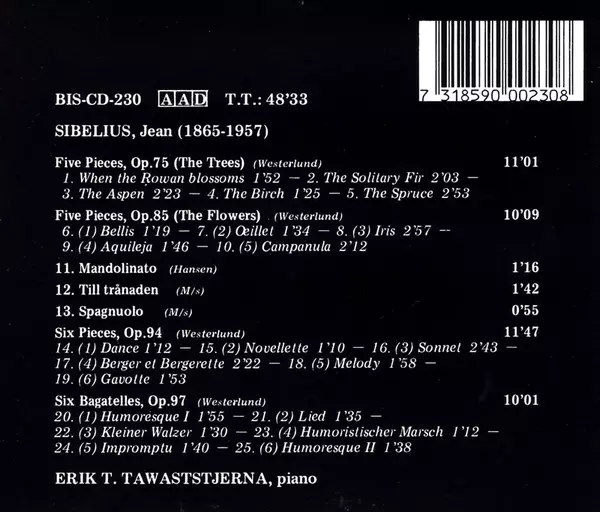 7 318590 002308
BIS-CD-230 AAD T.T.: 48'33
SIBELIUS, Jean (1865-1957)
Five Pieces, Op.75 (The Trees) (Westerlund) 11'01
1. When the Rowan blossoms 1'52 — 2. The Solitary Fir 2'03 —
3. The Aspen 2'23 — 4. The Birch 1'25 — 5. The Spruce 2'53
Five Pieces, Op.85 (The Flowers) (Westerlund) 10'09
6. (1) Bellis 1'19 — 7. (2) Œillet 1'34 — 8. (3) Iris 2'57 —
9. (4) Aquileja 1'46 — 10. (5) Campanula 2'12
11. Mandolinato (Hansen) 1'16
12. Till trånaden (M/s) 1'42
13. Spagnuolo (M/s) 0'55
Six Pieces, Op.94 (Westerlund) 11'47
14. (1) Dance 1'12 — 15. (2) Novellette 1'10 — 16. (3) Sonnet 2'43 —
17. (4) Berger et Bergerette 2'22 — 18. (5) Melody 1'58 —
19. (6) Gavotte 1'53
Six Bagatelles, Op.97 (Westerlund) 10'01
20. (1) Humoresque I 1'55 — 21. (2) Lied 1'35 —
22. (3) Kleiner Walzer 1'30 — 23. (4) Humoristischer Marsch 1'12 —
24. (5) Impromptu 1'40 — 25. (6) Humoresque II 1'38
ERIK T. TAWASTSTJERNA, piano